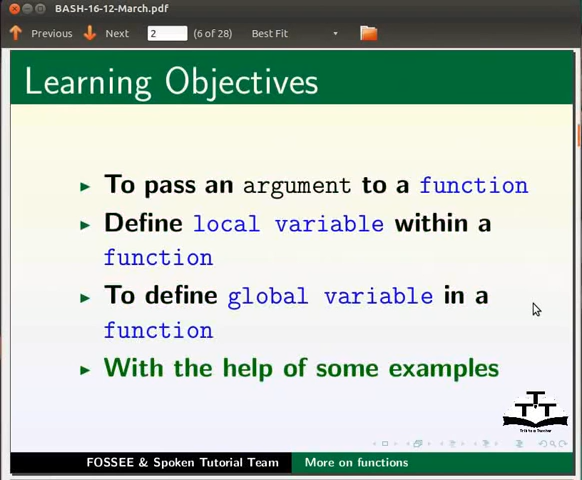 BASH-16-12-March.pdf
Previous Next 2 (6 of 28) Best Fit
Learning Objectives
To pass an argument to a function
Define local variable within a
function
To define global variable in a
function
With the help of some examples
FOSSEE & Spoken Tutorial Team More on functions